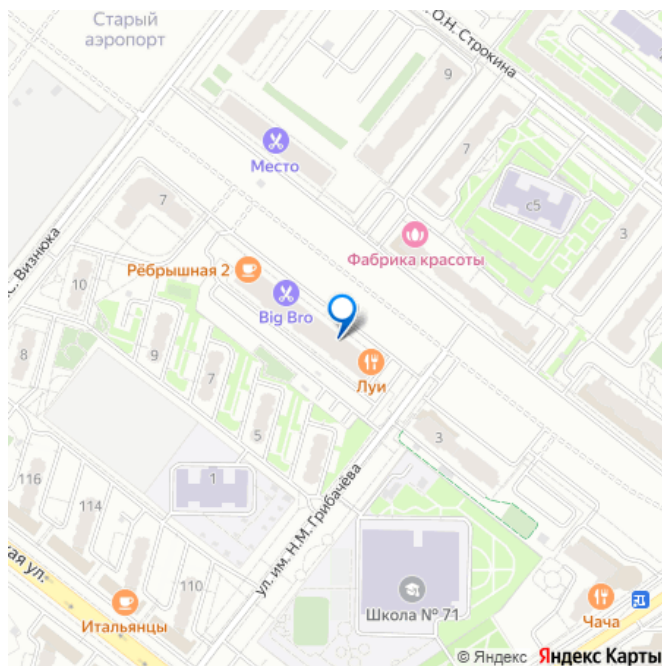 Старый
аэропорт
. О.Н. Строкина
9
7
Место
с5
7
3
Фабрика красоты
С. Визнюка
Рёбрышная 2
10
Big Bro
8
9
7
Луи
5
3
116
1
114
ул. им. Н.М. Грибачёва
кая ул.
110
Школа № 71
Итальянцы
Чача
© Яндекс Яндекс Карты